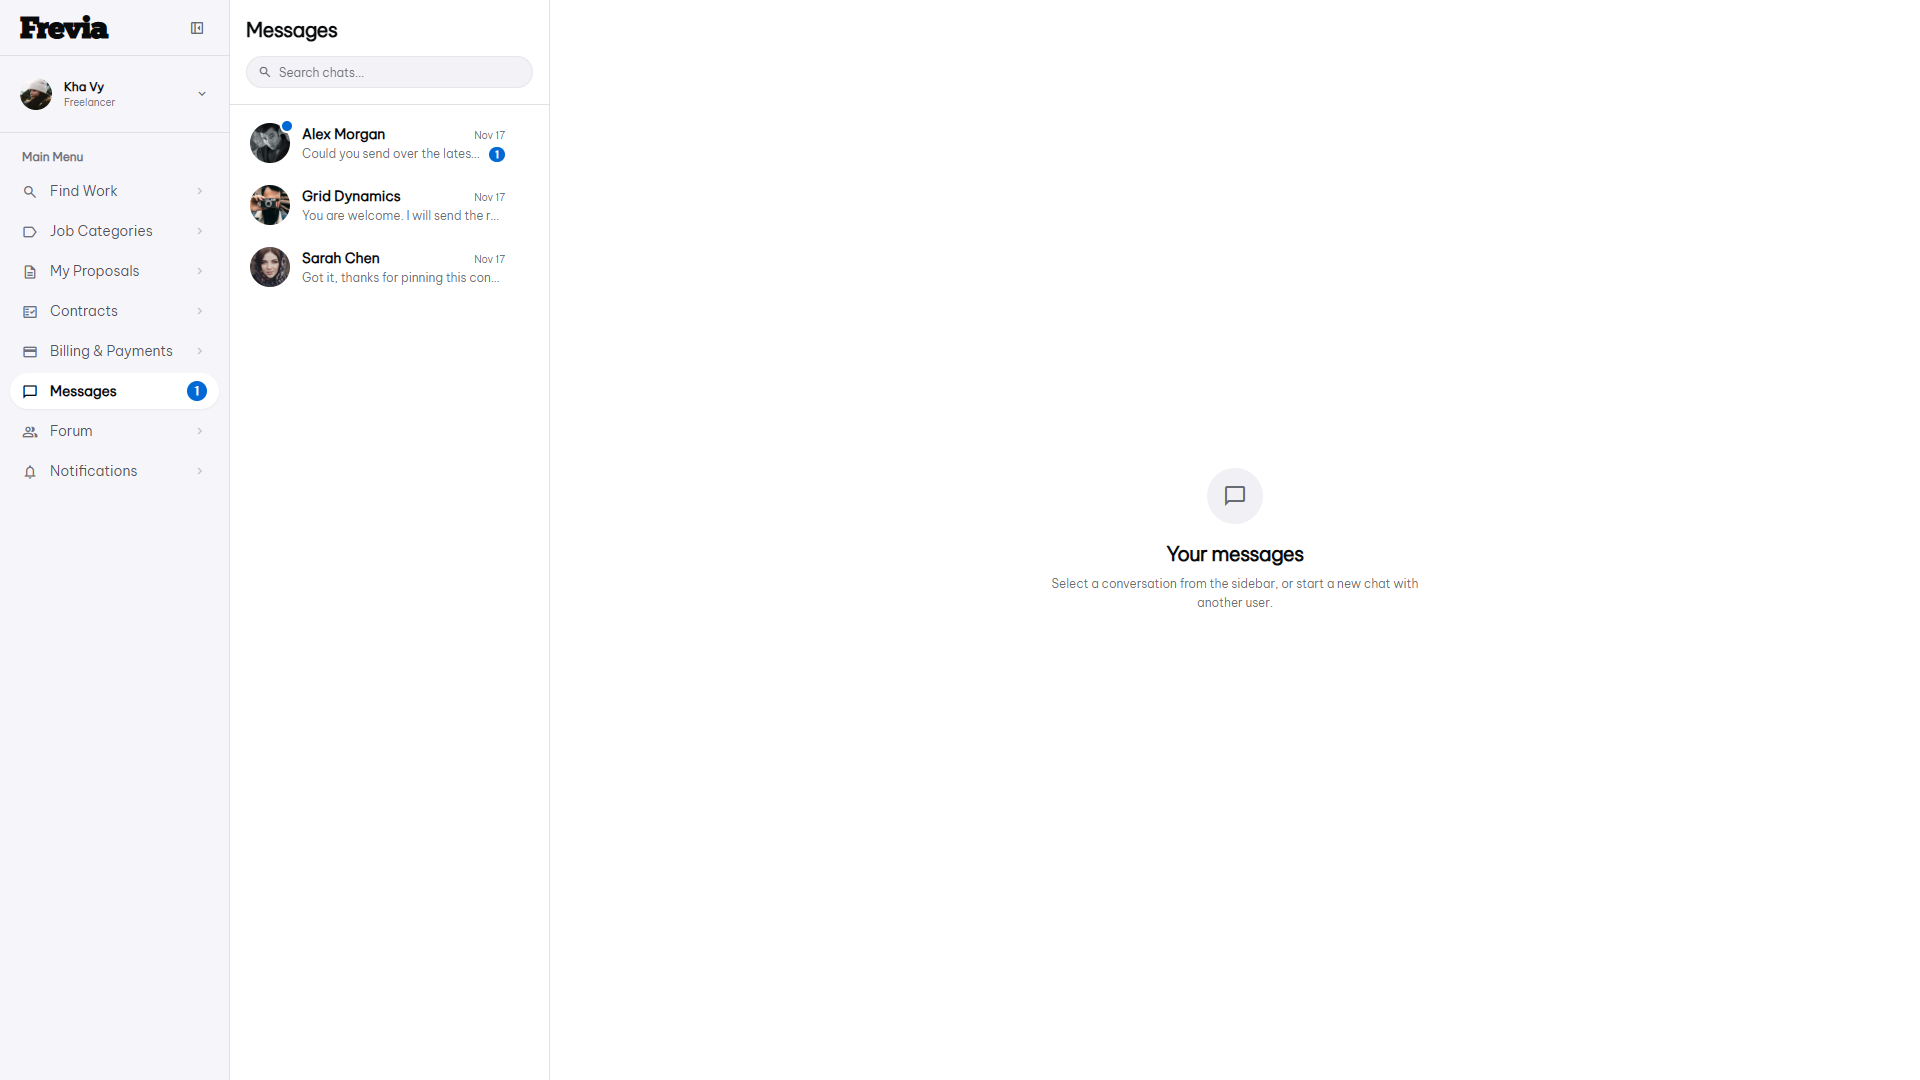 Frevia
Kha Vy
Freelancer
Main Menu
Find Work
Job Categories
My Proposals
Contracts
Billing & Payments
Messages
1
Forum
Notifications
Messages
Search chats...
Alex Morgan
Nov 17
Could you send over the lates...
1
Grid Dynamics
Nov 17
You are welcome. I will send the r...
Sarah Chen
Nov 17
Got it, thanks for pinning this con...
Your messages
Select a conversation from the sidebar, or start a new chat with
another user.